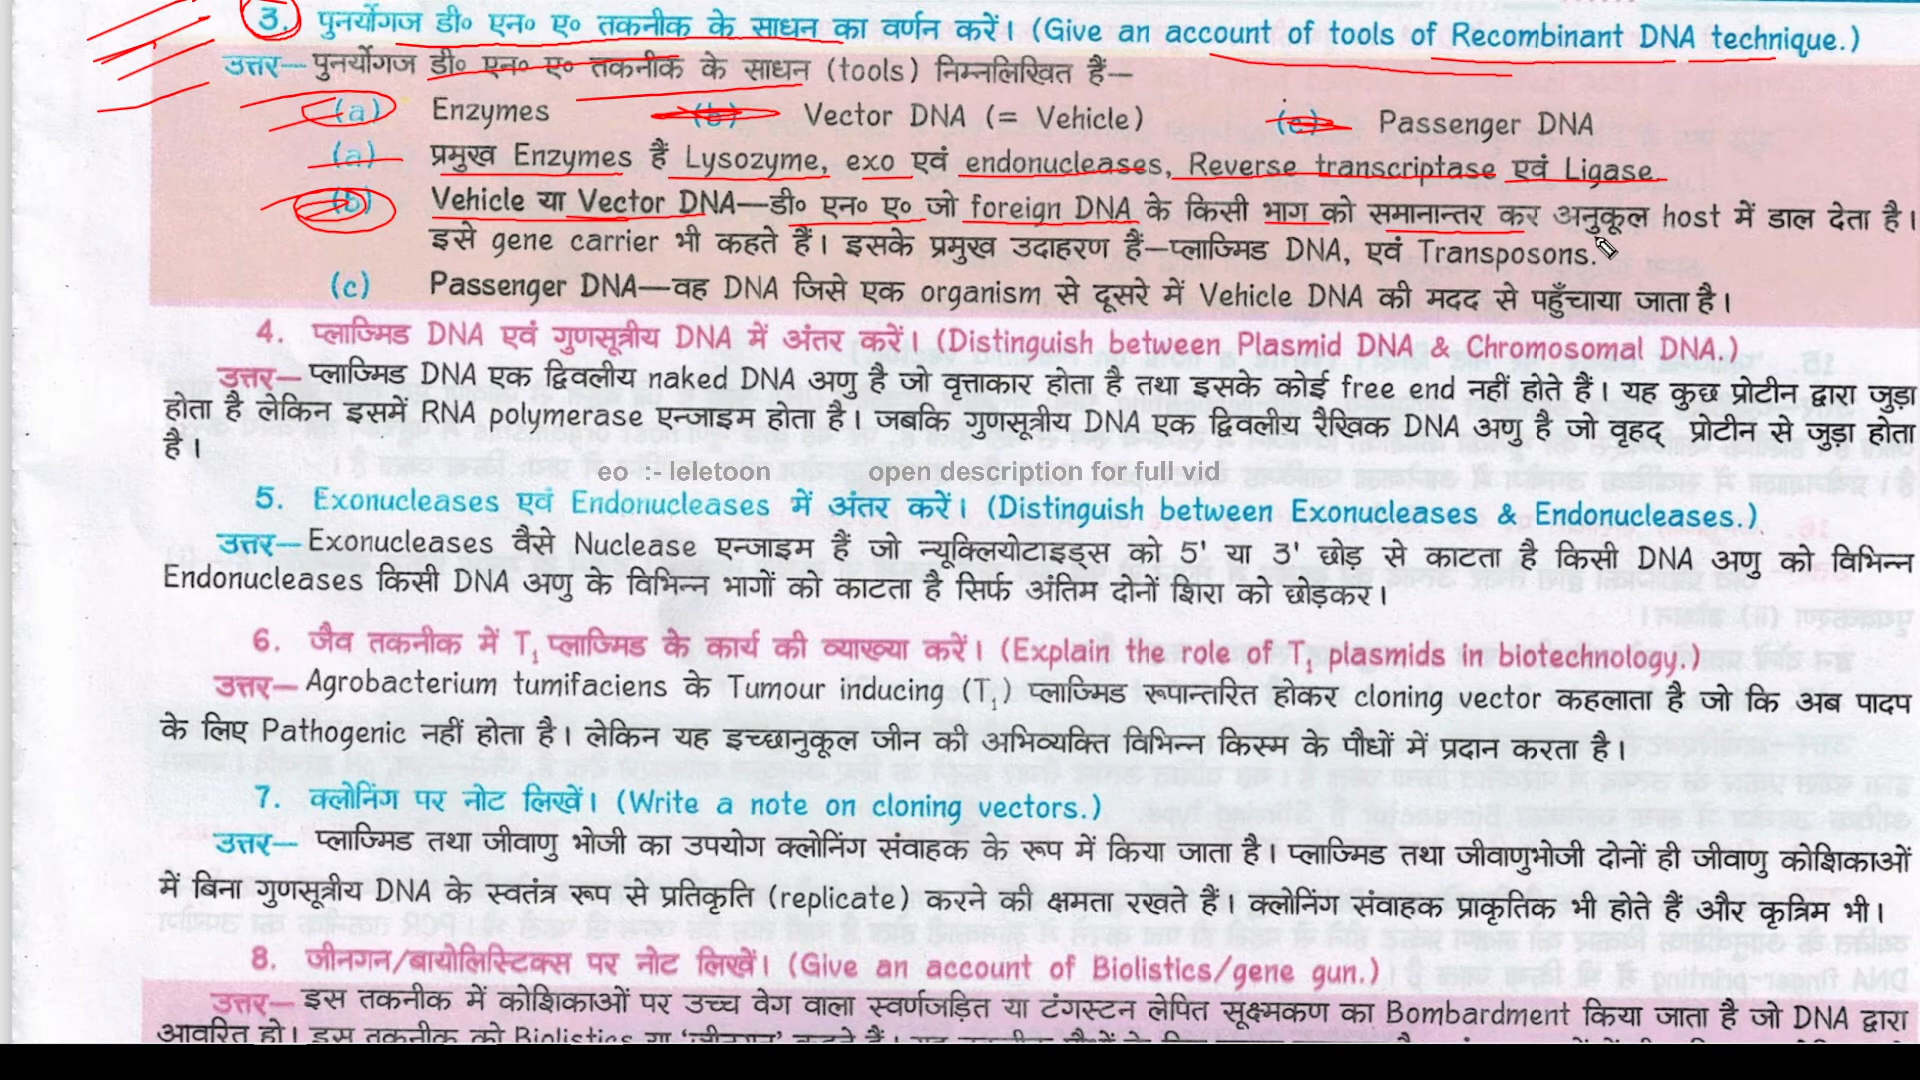 3. पुनर्योगज डी० एन० ए० तकनीक के साधन का वर्णन करें। (Give an account of tools of Recombinant DNA technique.)
उत्तर—पुनर्योगज डी० एन० ए० तकनीक के साधन (tools) निम्नलिखित हैं—
(a) Enzymes (b) Vector DNA (= Vehicle) (c) Passenger DNA
(a) प्रमुख Enzymes हैं Lysozyme, exo एवं endonucleases, Reverse transcriptase एवं Ligase.
(b) Vehicle या Vector DNA—डी० एन० ए० जो foreign DNA के किसी भाग को समानान्तर कर अनुकूल host में डाल देता है।
इसे gene carrier भी कहते हैं। इसके प्रमुख उदाहरण हैं—प्लाज्मिड DNA, एवं Transposons.
(c) Passenger DNA—वह DNA जिसे एक organism से दूसरे में Vehicle DNA की मदद से पहुँचाया जाता है।
4. प्लाज्मिड DNA एवं गुणसूत्रीय DNA में अंतर करें। (Distinguish between Plasmid DNA & Chromosomal DNA.)
उत्तर—प्लाज्मिड DNA एक द्विवलीय naked DNA अणु है जो वृत्ताकार होता है तथा इसके कोई free end नहीं होते हैं। यह कुछ प्रोटीन द्वारा जुड़ा
होता है लेकिन इसमें RNA polymerase एन्जाइम होता है। जबकि गुणसूत्रीय DNA एक द्विवलीय रैखिक DNA अणु है जो वृहद् प्रोटीन से जुड़ा होता
है।
eo :- leletoon open description for full vid
5. Exonucleases एवं Endonucleases में अंतर करें। (Distinguish between Exonucleases & Endonucleases.)
उत्तर—Exonucleases वैसे Nuclease एन्जाइम हैं जो न्यूक्लियोटाइड्स को 5' या 3' छोड़ से काटता है किसी DNA अणु को विभिन्न
Endonucleases किसी DNA अणु के विभिन्न भागों को काटता है सिर्फ अंतिम दोनों शिरा को छोड़कर।
6. जैव तकनीक में Tᵢ प्लाज्मिड के कार्य की व्याख्या करें। (Explain the role of Tᵢ plasmids in biotechnology.)
उत्तर—Agrobacterium tumifaciens के Tumour inducing (Tᵢ) प्लाज्मिड रूपान्तरित होकर cloning vector कहलाता है जो कि अब पादप
के लिए Pathogenic नहीं होता है। लेकिन यह इच्छानुकूल जीन की अभिव्यक्ति विभिन्न किस्म के पौधों में प्रदान करता है।
7. क्लोनिंग पर नोट लिखें। (Write a note on cloning vectors.)
उत्तर— प्लाज्मिड तथा जीवाणु भोजी का उपयोग क्लोनिंग संवाहक के रूप में किया जाता है। प्लाज्मिड तथा जीवाणुभोजी दोनों ही जीवाणु कोशिकाओं
में बिना गुणसूत्रीय DNA के स्वतंत्र रूप से प्रतिकृति (replicate) करने की क्षमता रखते हैं। क्लोनिंग संवाहक प्राकृतिक भी होते हैं और कृत्रिम भी।
8. जीनगन/बायोलिस्टिक्स पर नोट लिखें। (Give an account of Biolistics/gene gun.)
उत्तर—इस तकनीक में कोशिकाओं पर उच्च वेग वाला स्वर्णजड़ित या टंगस्टन लेपित सूक्ष्मकण का Bombardment किया जाता है जो DNA द्वारा
आवरित हो। इस तकनीक को Biolistics या 'जीनगन' कहते हैं।